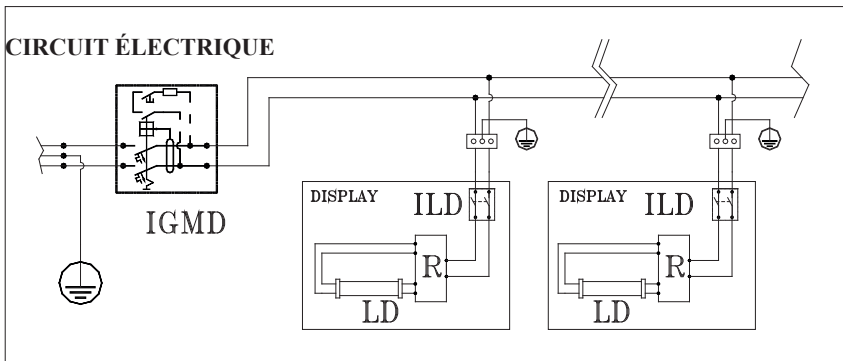 CIRCUIT ÉLECTRIQUE
IGMD
DISPLAY
ILD
R
LD
DISPLAY
ILD
R
LD